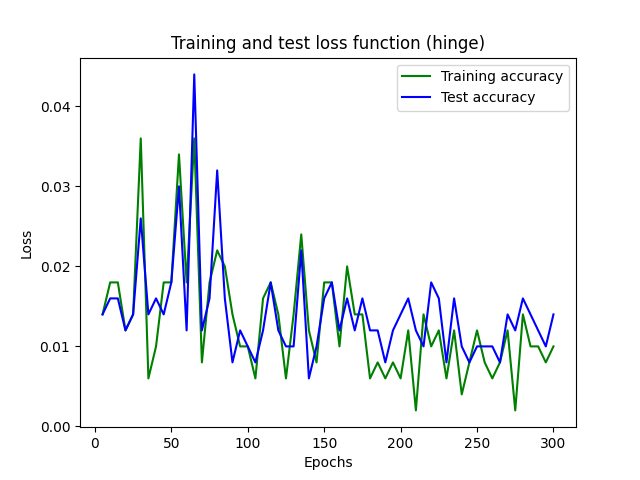 Training and test loss function (hinge)
Training accuracy
Test accuracy
Loss
0.04
0.03
0.02
0.01
0.00
0
50
100
150
200
250
300
Epochs